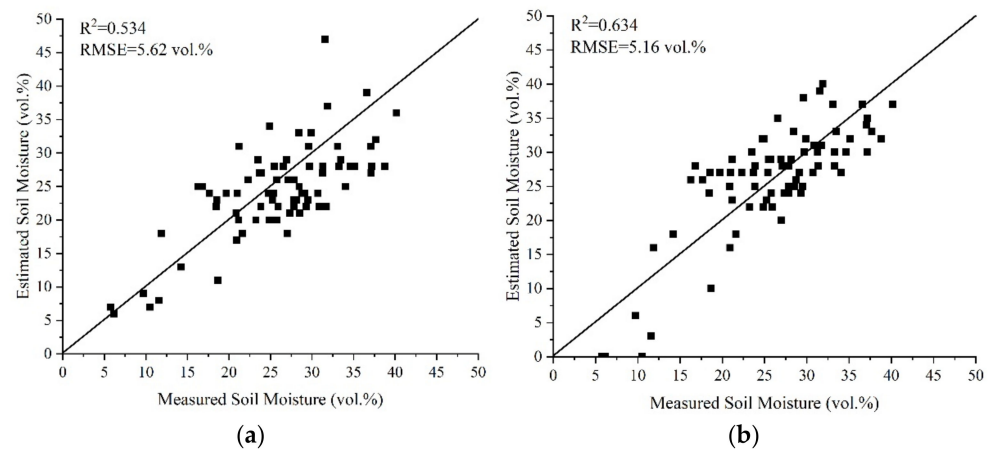 R²=0.534
RMSE=5.62 vol.%
Estimated Soil Moisture (vol.%)
50
45
40
35
30
25
20
15
10
5
0
0 5 10 15 20 25 30 35 40 45 50
Measured Soil Moisture (vol.%)
(a)
R²=0.634
RMSE=5.16 vol.%
Estimated Soil Moisture (vol.%)
50
45
40
35
30
25
20
15
10
5
0
0 5 10 15 20 25 30 35 40 45 50
Measured Soil Moisture (vol.%)
(b)